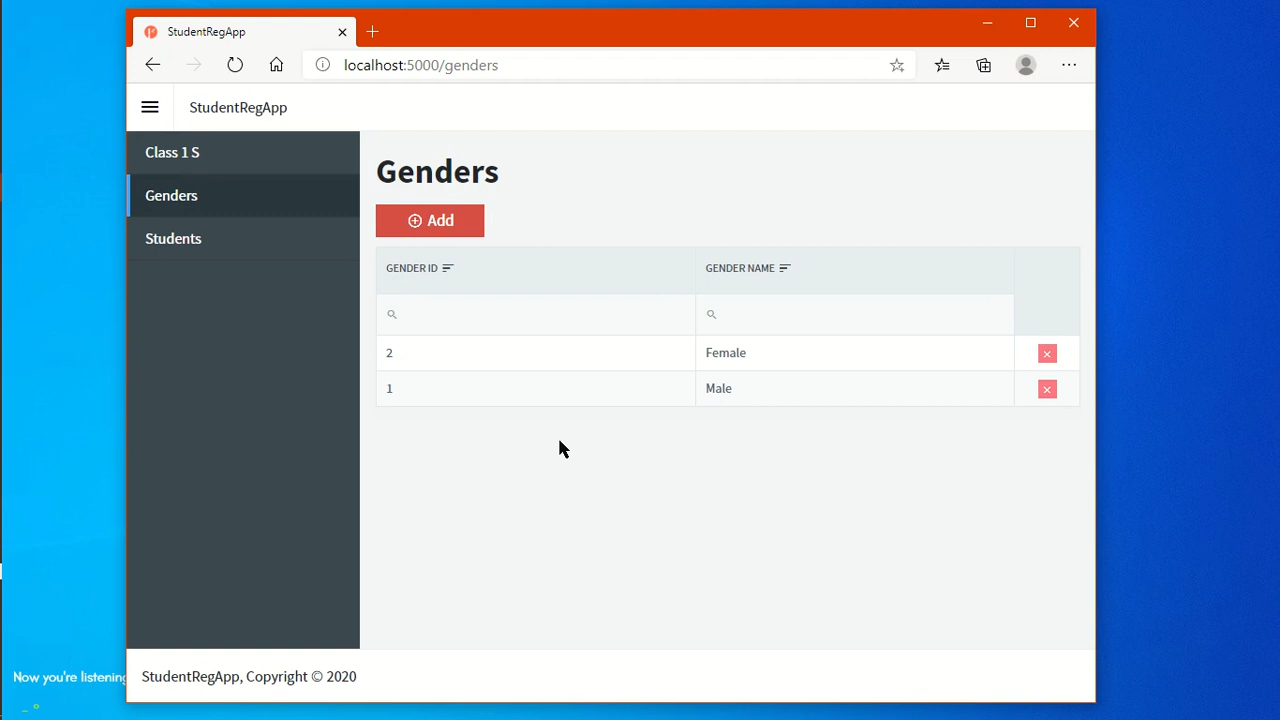 StudentRegApp
localhost:5000/genders
StudentRegApp
Class 1 S
Genders
Students
Genders
Add
GENDER ID
GENDER NAME
2
Female
1
Male
StudentRegApp, Copyright © 2020
Now you're listening